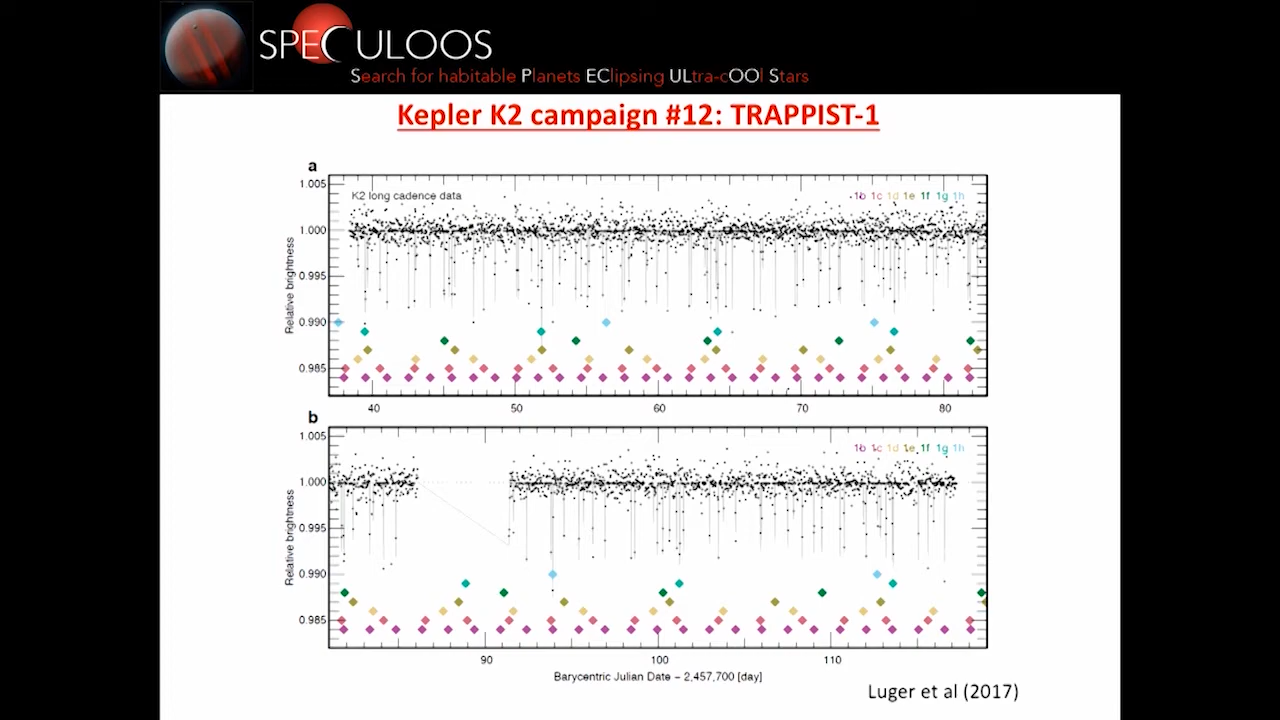 SPECULOOS
Search for habitable Planets EClipsing ULtra-cOOl Stars
Kepler K2 campaign #12: TRAPPIST-1
a
K2 long cadence data
1b 1c 1d 1e 1f 1g 1h
Relative brightness
1.005
1.000
0.995
0.990
0.985
40 50 60 70 80
b
1b 1c 1d 1e 1f 1g 1h
Relative brightness
1.005
1.000
0.995
0.990
0.985
90 100 110
Barycentric Julian Date − 2,457,700 [day]
Luger et al (2017)